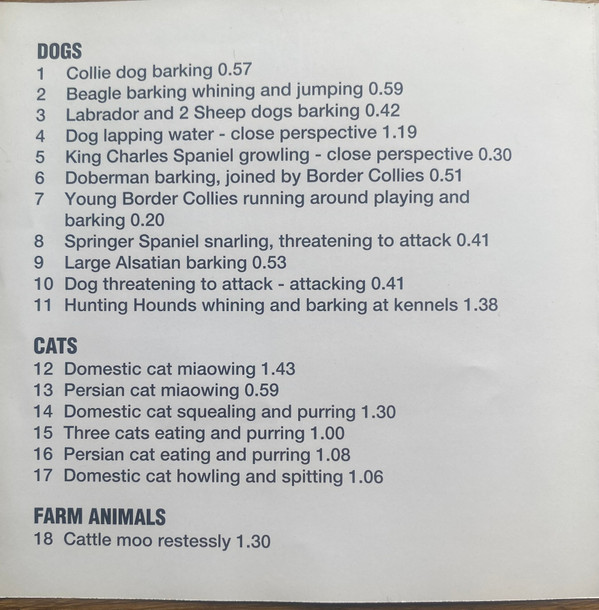 DOGS
1 Collie dog barking 0.57
2 Beagle barking whining and jumping 0.59
3 Labrador and 2 Sheep dogs barking 0.42
4 Dog lapping water - close perspective 1.19
5 King Charles Spaniel growling - close perspective 0.30
6 Doberman barking, joined by Border Collies 0.51
7 Young Border Collies running around playing and
barking 0.20
8 Springer Spaniel snarling, threatening to attack 0.41
9 Large Alsatian barking 0.53
10 Dog threatening to attack - attacking 0.41
11 Hunting Hounds whining and barking at kennels 1.38
CATS
12 Domestic cat miaowing 1.43
13 Persian cat miaowing 0.59
14 Domestic cat squealing and purring 1.30
15 Three cats eating and purring 1.00
16 Persian cat eating and purring 1.08
17 Domestic cat howling and spitting 1.06
FARM ANIMALS
18 Cattle moo restessly 1.30